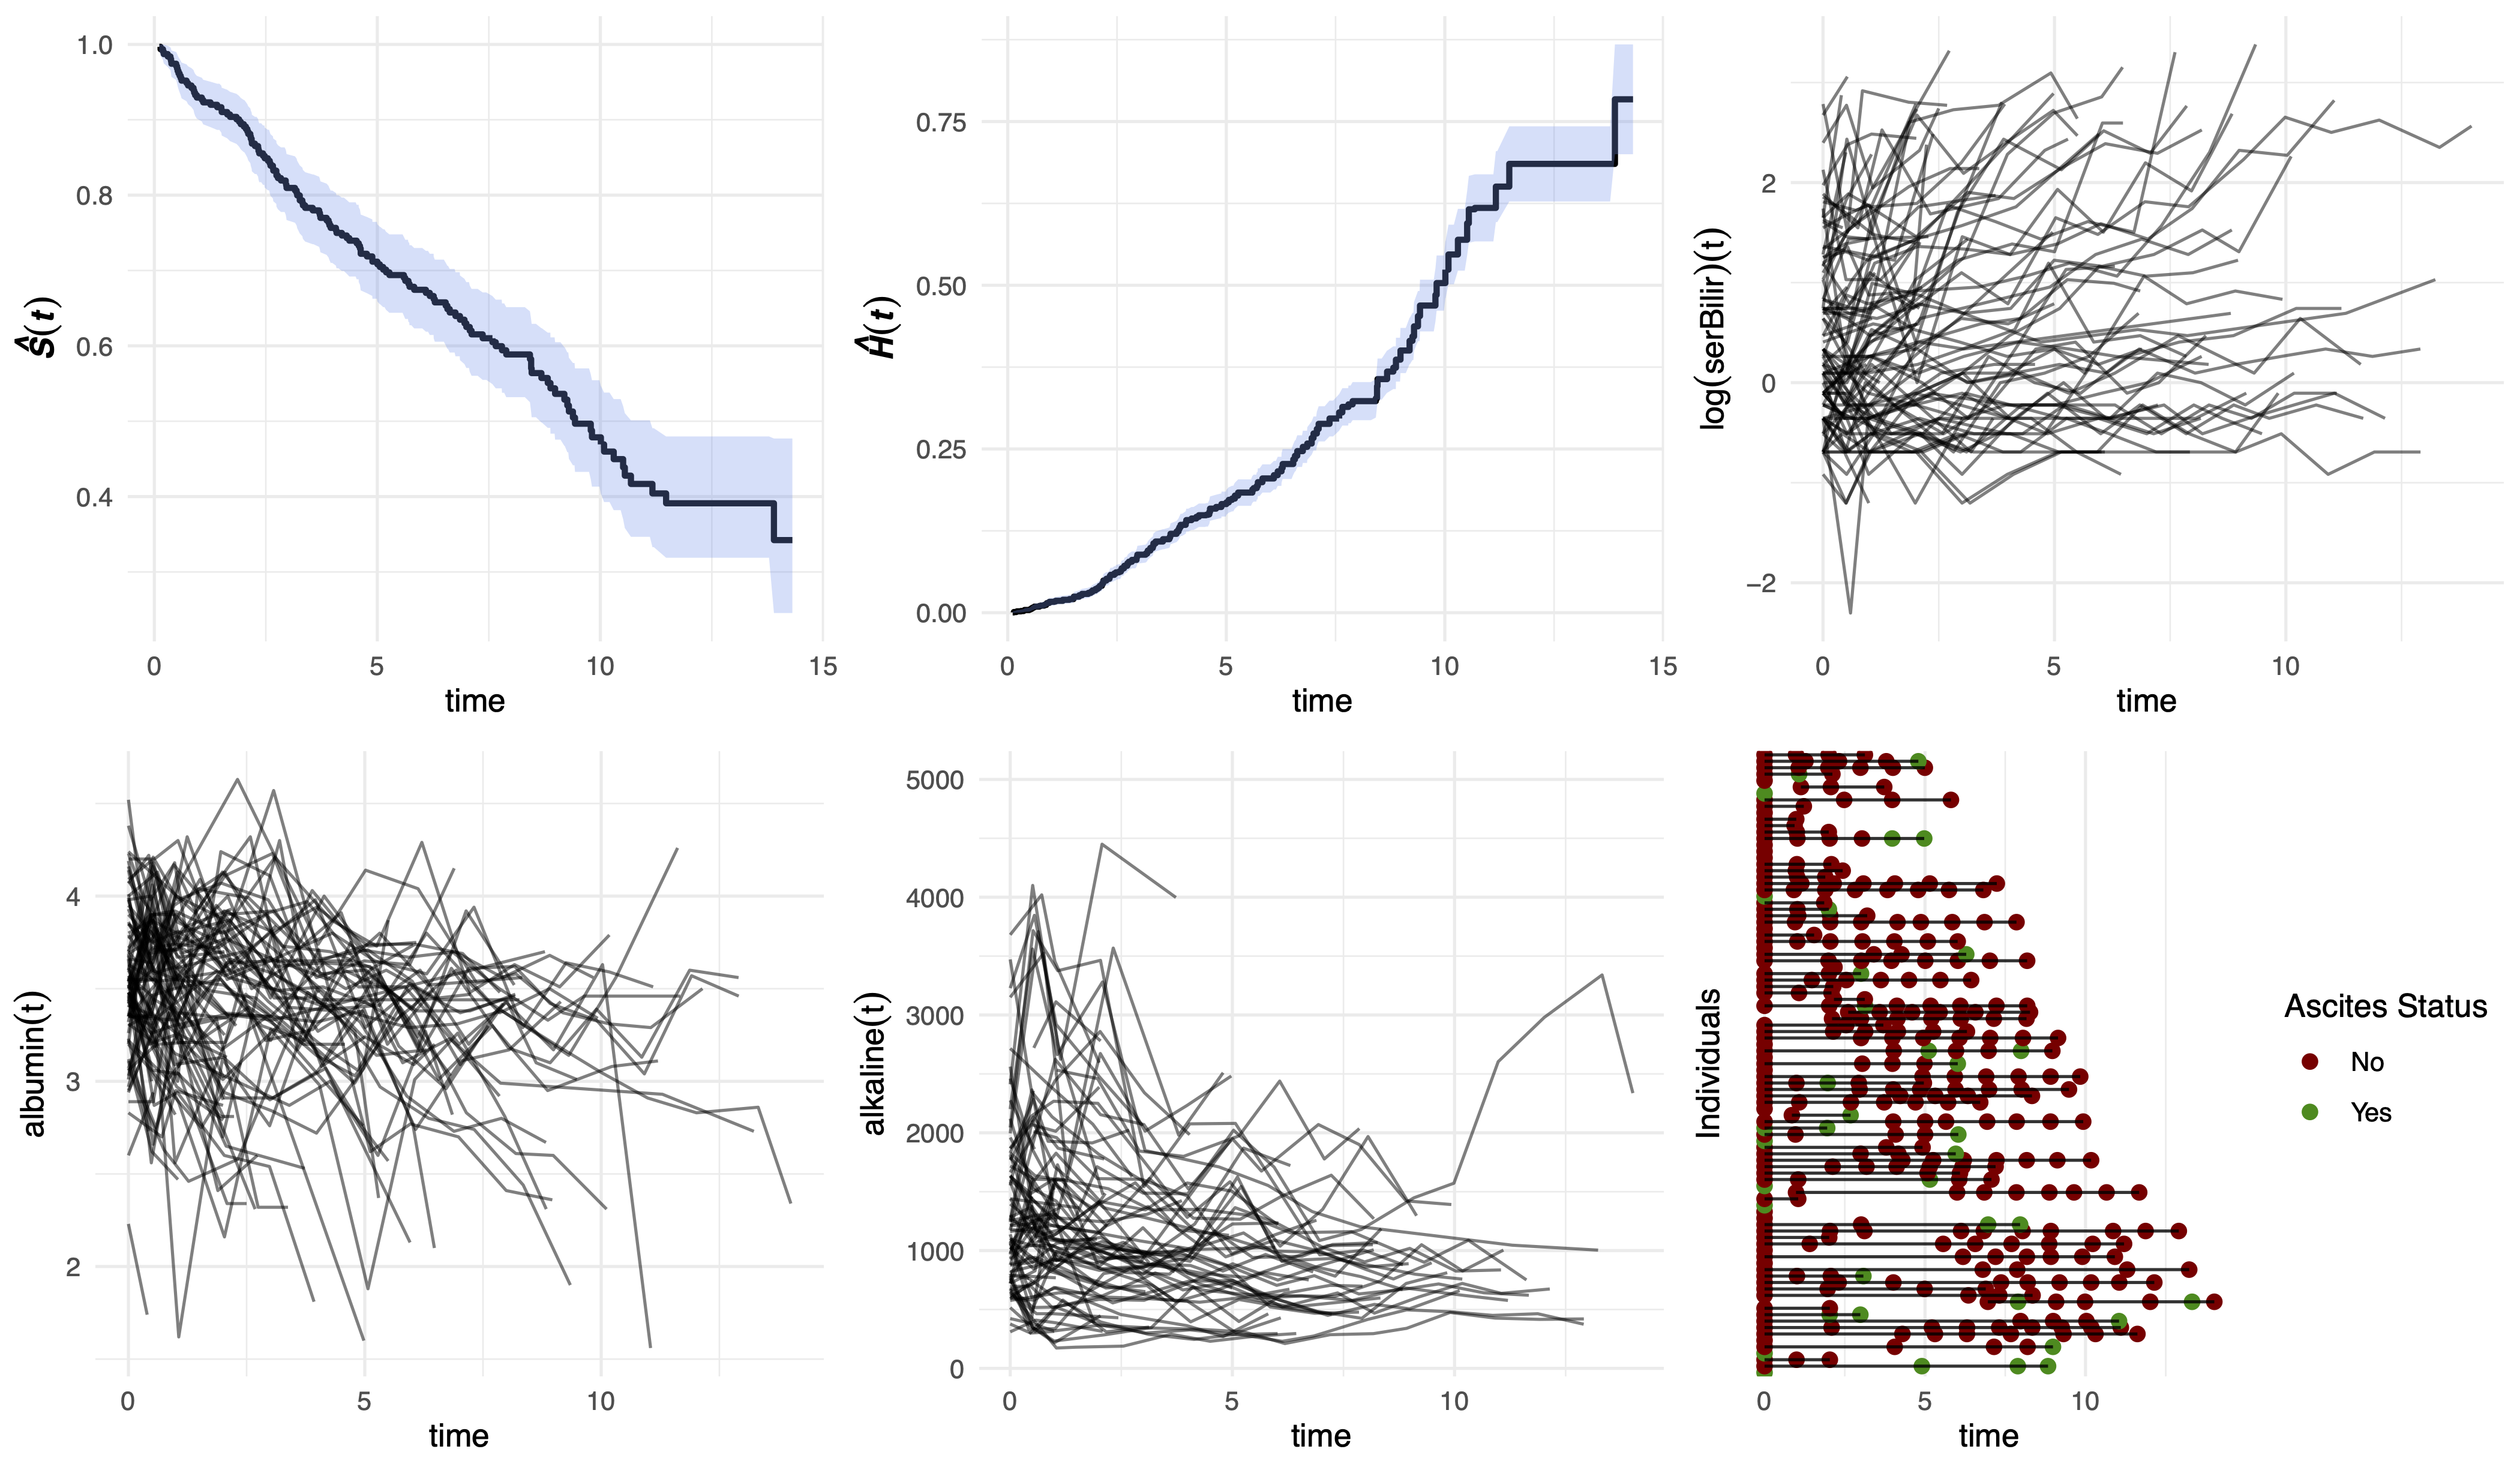 1.0
0.8
0.6
0.4
Ŝ(t)
0 5 10 15
time
0.75
0.50
0.25
0.00
Ĥ(t)
0 5 10 15
time
2
0
−2
log(serBilir)(t)
0 5 10
time
4
3
2
albumin(t)
0 5 10
time
5000
4000
3000
2000
1000
0
alkaline(t)
0 5 10
time
Individuals
0 5 10
time
Ascites Status
No
Yes